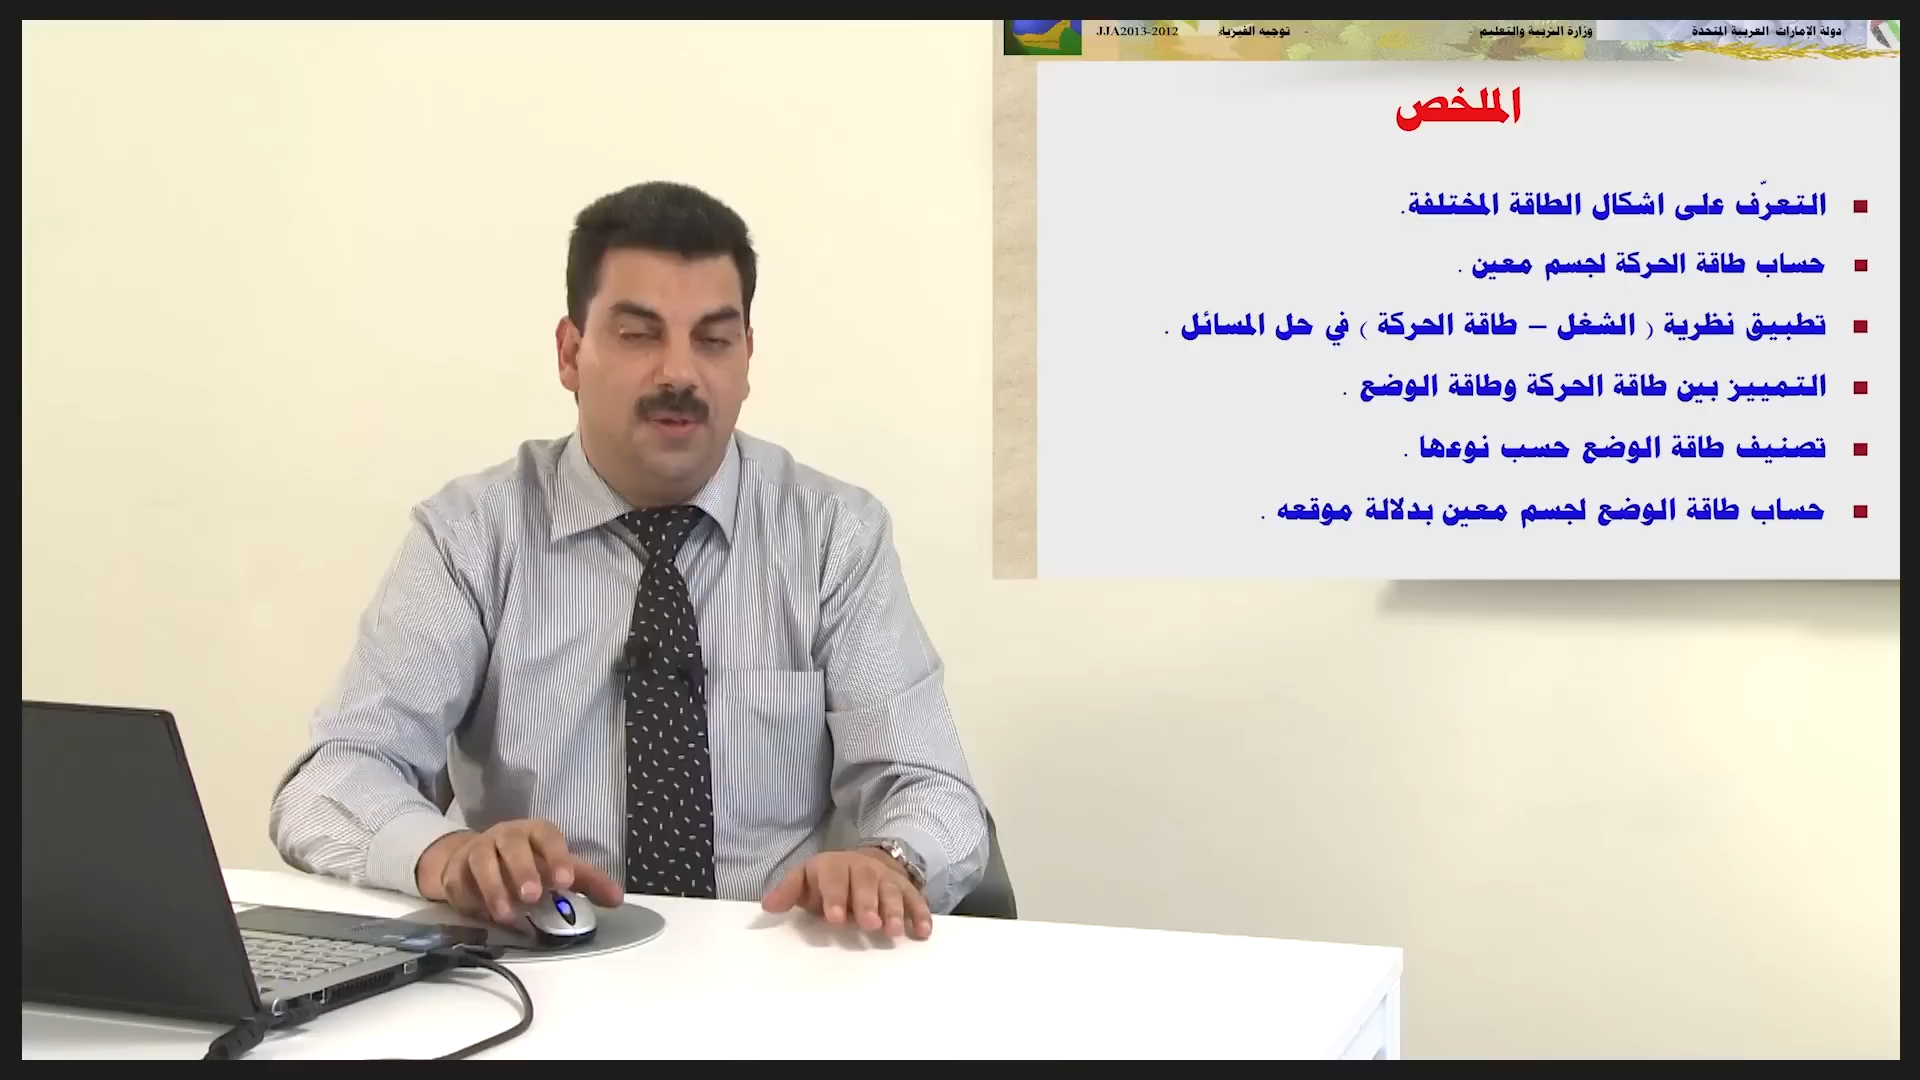 دولة الإمارات العربية المتحدة وزارة التربية والتعليم - توجيه الفيزياء JJA2013-2012
الملخص
التعرّف على اشكال الطاقة المختلفة.
حساب طاقة الحركة لجسم معين .
تطبيق نظرية ( الشغل – طاقة الحركة ) في حل المسائل .
التمييز بين طاقة الحركة وطاقة الوضع .
تصنيف طاقة الوضع حسب نوعها .
حساب طاقة الوضع لجسم معين بدلالة موقعه .